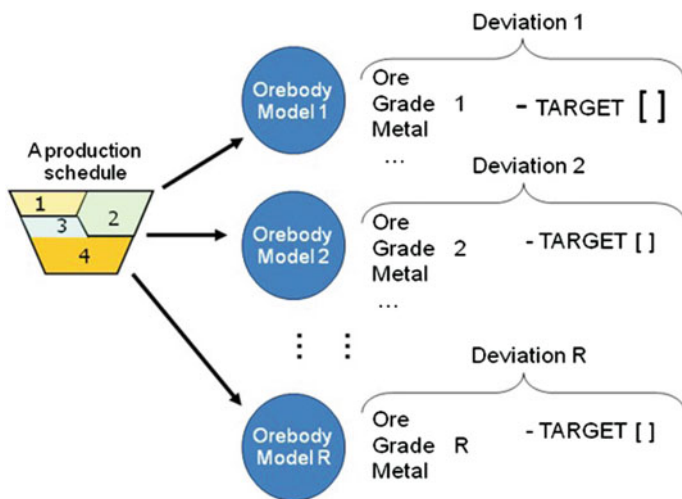 Deviation 1
Orebody
Model 1
Ore
Grade 1
Metal
...
- TARGET [ ]
A production
schedule
1
2
3
4
Deviation 2
Orebody
Model 2
Ore
Grade 2
Metal
...
- TARGET [ ]
Deviation R
Orebody
Model R
Ore
Grade R
Metal
- TARGET [ ]